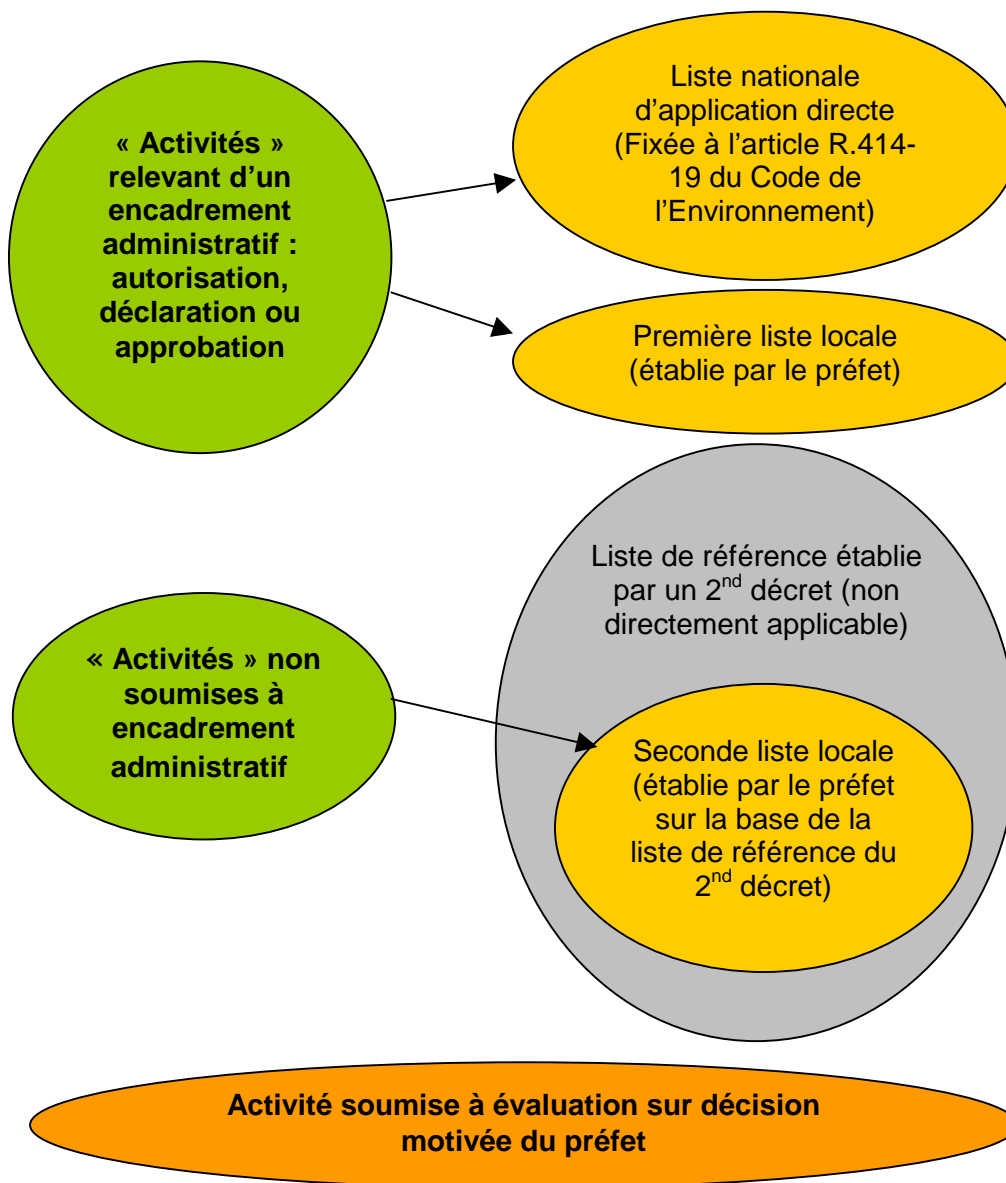 « Activités »
relevant d’un
encadrement
administratif :
autorisation,
déclaration ou
approbation
Liste nationale
d’application directe
(Fixée à l’article R.414-
19 du Code de
l’Environnement)
Première liste locale
(établie par le préfet)
Liste de référence établie
par un 2nd décret (non
directement applicable)
« Activités » non
soumises à
encadrement
administratif
Seconde liste locale
(établie par le préfet
sur la base de la
liste de référence du
2nd décret)
Activité soumise à évaluation sur décision
motivée du préfet